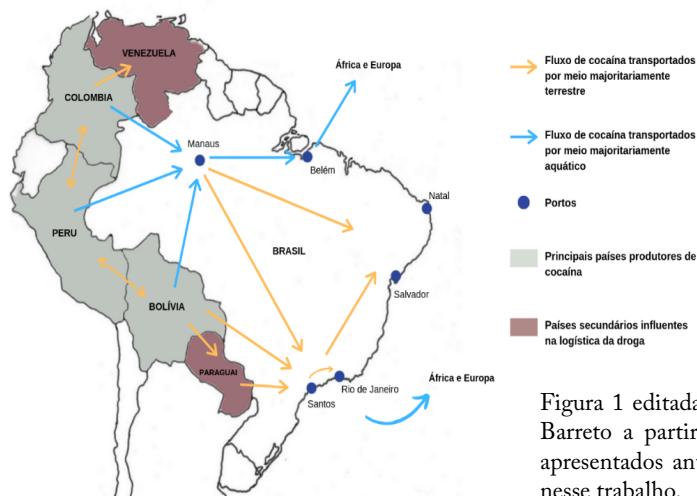 VENEZUELA
COLOMBIA
África e Europa
Manaus
Belém
Natal
PERU
BRASIL
Salvador
BOLÍVIA
PARAGUAI
Rio de Janeiro
Santos
África e Europa
Fluxo de cocaína transportados
por meio majoritariamente
terrestre
Fluxo de cocaína transportados
por meio majoritariamente
aquático
Portos
Principais países produtores de
cocaína
Países secundários influentes
na logística da droga
Figura 1 editada
Barreto a partir
apresentados an
nesse trabalho.